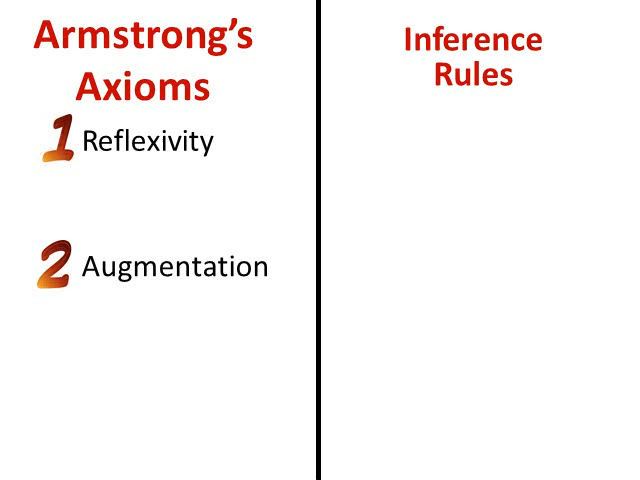 Armstrong's
Axioms
1 Reflexivity
2 Augmentation
Inference
Rules